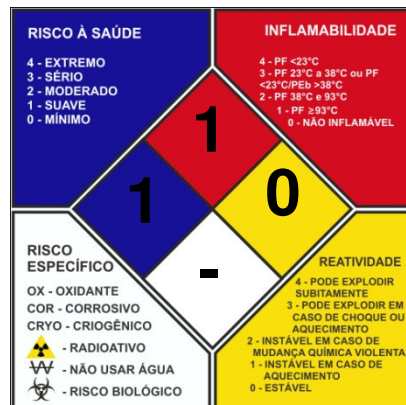 RISCO À SAÚDE
4 - EXTREMO
3 - SÉRIO
2 - MODERADO
1 - SUAVE
0 - MÍNIMO
INFLAMABILIDADE
4 - PF <23°C
3 - PF 23°C a 38°C ou PF
<23°C/PEb >38°C
2 - PF 38°C e 93°C
1 - PF ≥93°C
0 - NÃO INFLAMÁVEL
1
1
0
-
RISCO
ESPECÍFICO
OX - OXIDANTE
COR - CORROSIVO
CRYO - CRIOGÊNICO
- RADIOATIVO
W - NÃO USAR ÁGUA
- RISCO BIOLÓGICO
REATIVIDADE
4 - PODE EXPLODIR
SUBITAMENTE
3 - PODE EXPLODIR EM
CASO DE CHOQUE OU
AQUECIMENTO
2 - INSTÁVEL EM CASO DE
MUDANÇA QUÍMICA VIOLENTA
1 - INSTÁVEL EM CASO DE
AQUECIMENTO
0 - ESTÁVEL